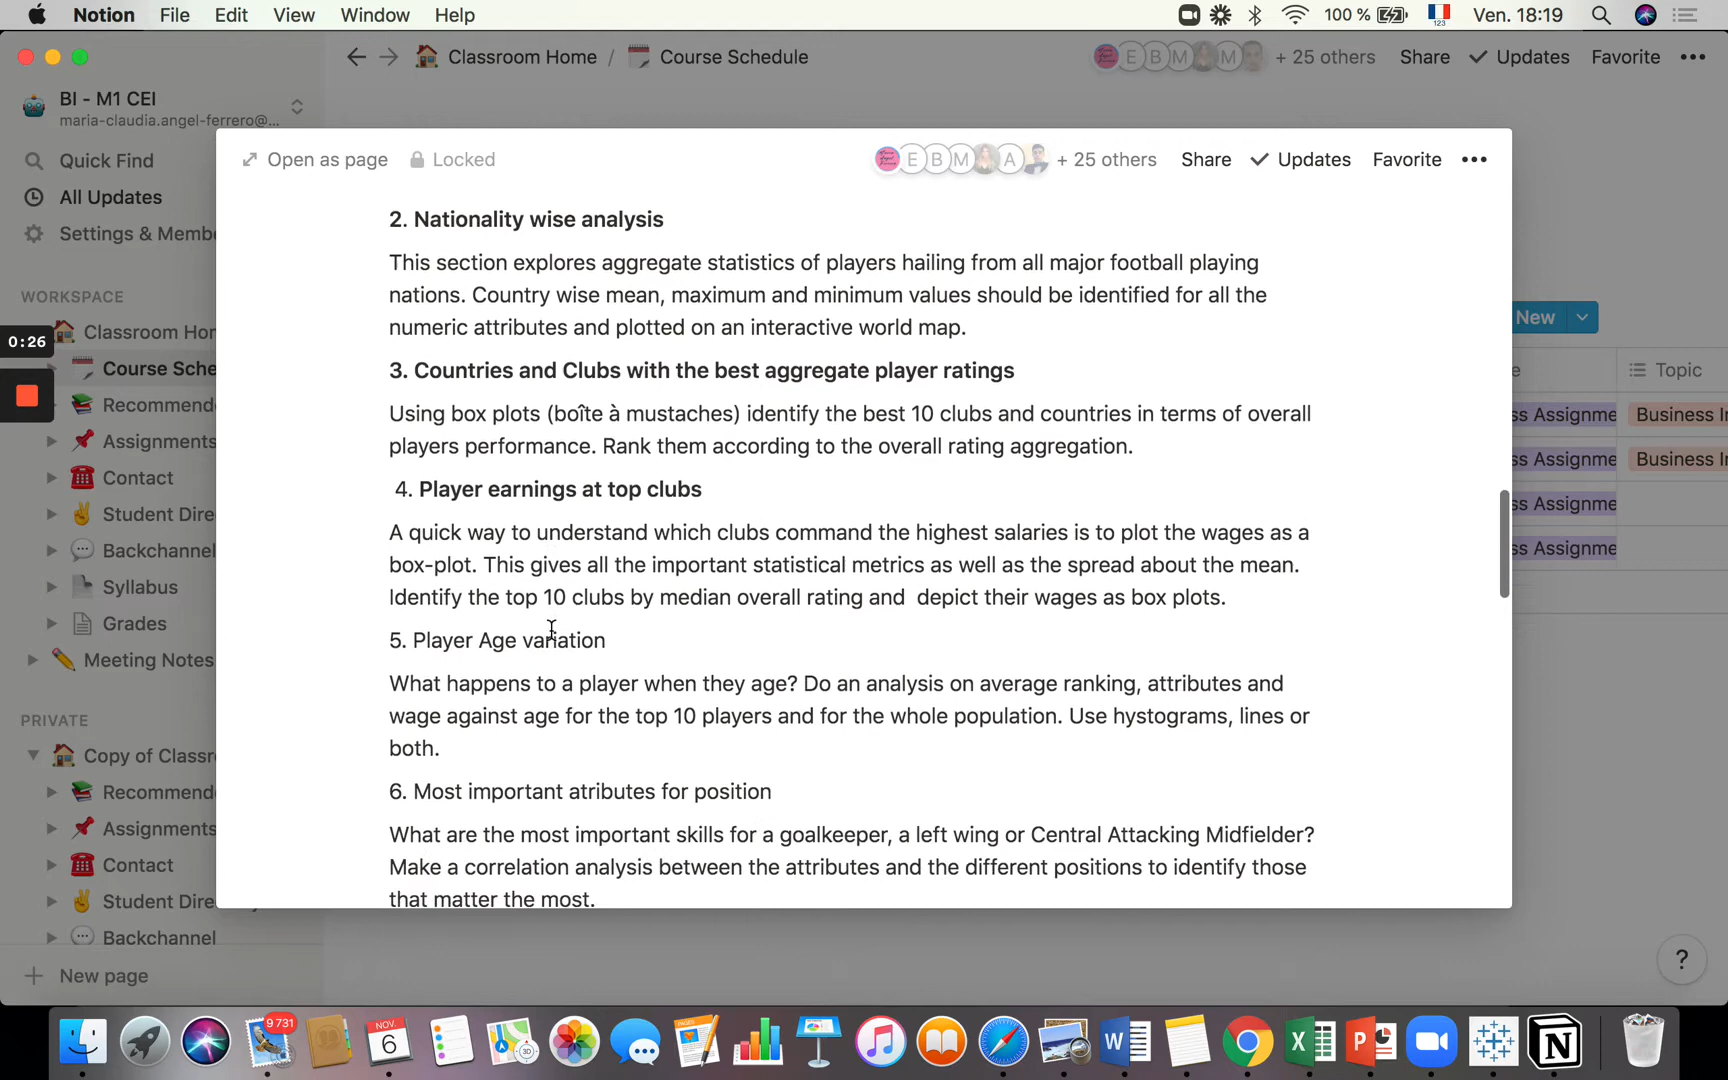 Notion File Edit View Window Help 100 % 123 Ven. 18:19
Classroom Home / Course Schedule E B M M + 25 others Share Updates Favorite
BI - M1 CEI
maria-claudia.angel-ferrero@...
Quick Find
All Updates
Settings & Membe
WORKSPACE
Classroom Hor
Course Sche
Recommend
Assignments
Contact
Student Dire
Backchannel
Syllabus
Grades
Meeting Notes
PRIVATE
Copy of Classr
Recommend
Assignments
Contact
Student Direc
Backchannel
New page
0:26
Open as page Locked E B M A + 25 others Share Updates Favorite
2. Nationality wise analysis
This section explores aggregate statistics of players hailing from all major football playing
nations. Country wise mean, maximum and minimum values should be identified for all the
numeric attributes and plotted on an interactive world map.
3. Countries and Clubs with the best aggregate player ratings
Using box plots (boîte à mustaches) identify the best 10 clubs and countries in terms of overall
players performance. Rank them according to the overall rating aggregation.
4. Player earnings at top clubs
A quick way to understand which clubs command the highest salaries is to plot the wages as a
box-plot. This gives all the important statistical metrics as well as the spread about the mean.
Identify the top 10 clubs by median overall rating and depict their wages as box plots.
5. Player Age variation
What happens to a player when they age? Do an analysis on average ranking, attributes and
wage against age for the top 10 players and for the whole population. Use hystograms, lines or
both.
6. Most important atributes for position
What are the most important skills for a goalkeeper, a left wing or Central Attacking Midfielder?
Make a correlation analysis between the attributes and the different positions to identify those
that matter the most.
New
e Topic
ss Assignme Business In
ss Assignme Business In
ss Assignme
ss Assignme
?
9 731
NOV.
6
PAGES
3D
W
X
P
N